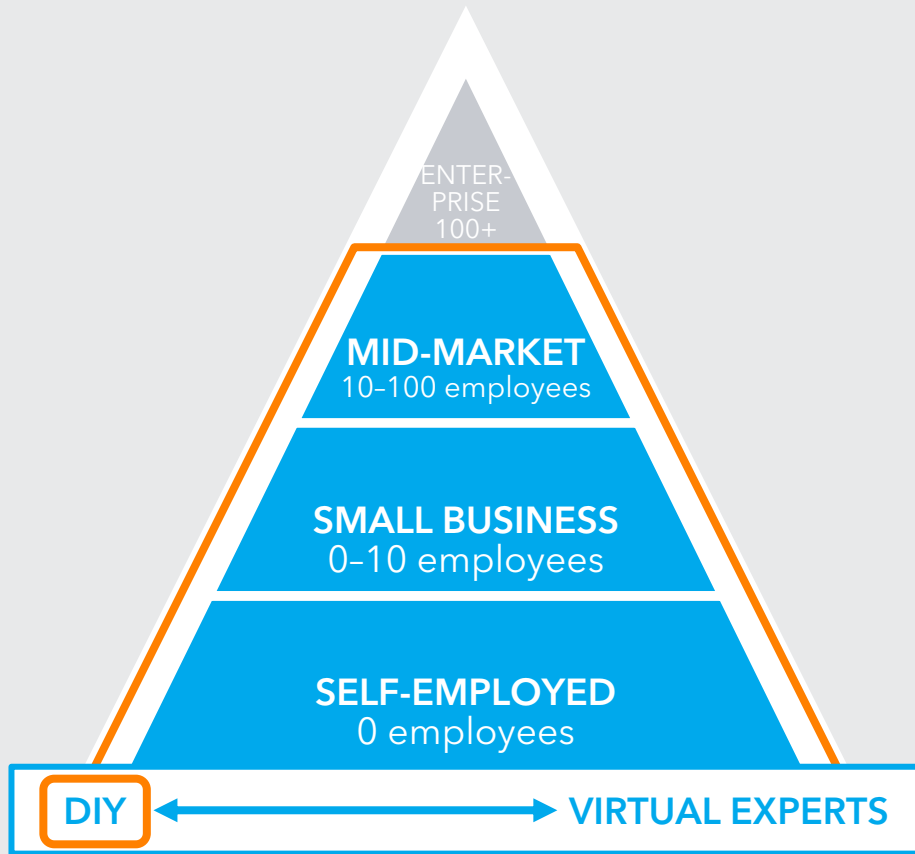 ENTER-
PRISE
100+
MID-MARKET
10–100 employees
SMALL BUSINESS
0–10 employees
SELF-EMPLOYED
0 employees
DIY VIRTUAL EXPERTS